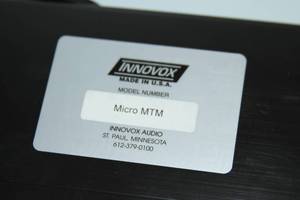 INNOVOX
MADE IN U.S.A.
MODEL NUMBER
Micro MTM
INNOVOX AUDIO
ST. PAUL, MINNESOTA
612-379-0100